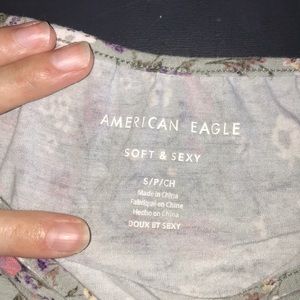 AMERICAN EAGLE
SOFT & SEXY
S/P/CH
Made in China
Fabriqué en Chine
Hecho en China
DOUX ET SEXY